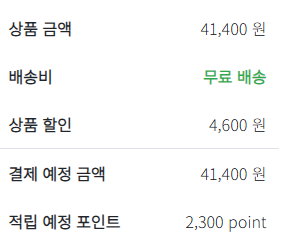 상품 금액 41,400 원
배송비 무료 배송
상품 할인 4,600 원
결제 예정 금액 41,400 원
적립 예정 포인트 2,300 point